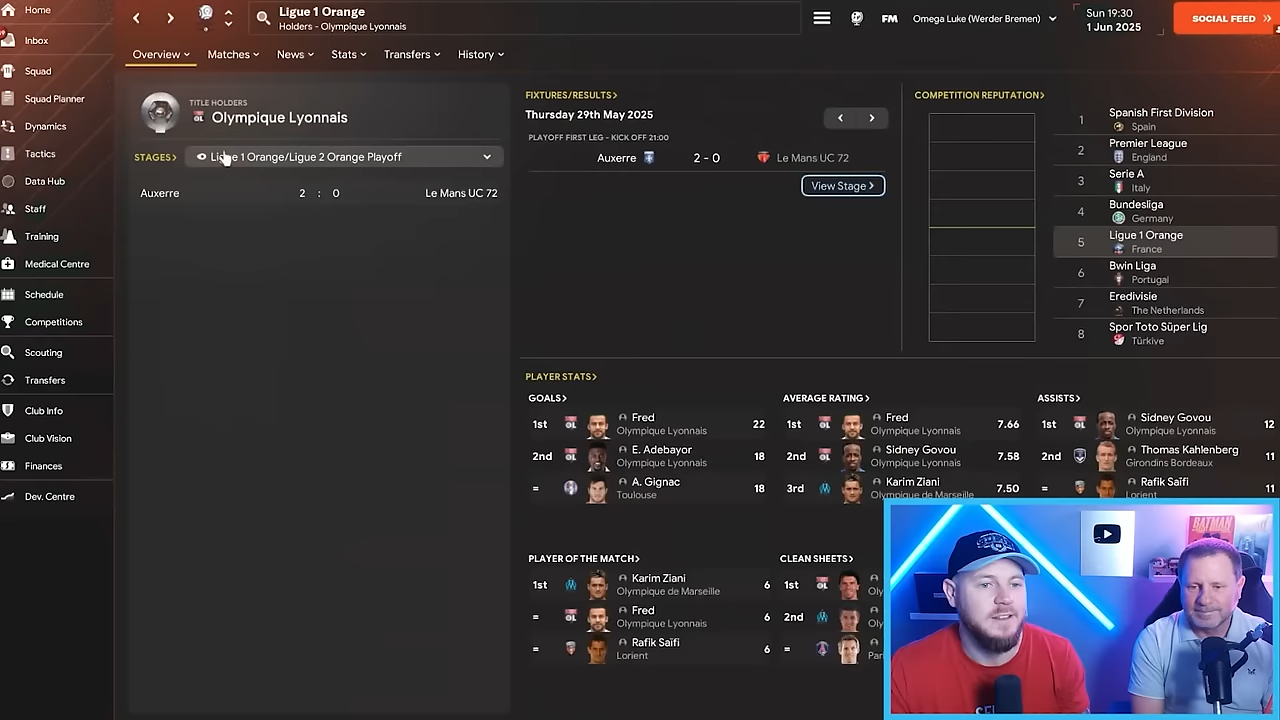 Home
Inbox
Squad
Squad Planner
Dynamics
Tactics
Data Hub
Staff
Training
Medical Centre
Schedule
Competitions
Scouting
Transfers
Club Info
Club Vision
Finances
Dev. Centre
Ligue 1 Orange
Holders - Olympique Lyonnais
FM
Omega Luke (Werder Bremen)
Sun 19:30
1 Jun 2025
SOCIAL FEED
Overview
Matches
News
Stats
Transfers
History
TITLE HOLDERS
Olympique Lyonnais
STAGES
Ligue 1 Orange/Ligue 2 Orange Playoff
Auxerre 2 : 0 Le Mans UC 72
FIXTURES/RESULTS
Thursday 29th May 2025
PLAYOFF FIRST LEG - KICK OFF 21:00
Auxerre 2 - 0 Le Mans UC 72
View Stage
COMPETITION REPUTATION
1 Spanish First Division
Spain
2 Premier League
England
3 Serie A
Italy
4 Bundesliga
Germany
5 Ligue 1 Orange
France
6 Bwin Liga
Portugal
7 Eredivisie
The Netherlands
8 Spor Toto Süper Lig
Türkiye
PLAYER STATS
GOALS
1st Fred 22
Olympique Lyonnais
2nd E. Adebayor 18
Olympique Lyonnais
= A. Gignac 18
Toulouse
AVERAGE RATING
1st Fred 7.66
Olympique Lyonnais
2nd Sidney Govou 7.58
Olympique Lyonnais
3rd Karim Ziani 7.50
Olympique de Marseille
ASSISTS
1st Sidney Govou 12
Olympique Lyonnais
2nd Thomas Kahlenberg 11
Girondins Bordeaux
= Rafik Saïfi 11
Lorient
PLAYER OF THE MATCH
1st Karim Ziani 6
Olympique de Marseille
= Fred 6
Olympique Lyonnais
= Rafik Saïfi 6
Lorient
CLEAN SHEETS
1st
Oly
2nd
Oly
=
Par
BATMAN